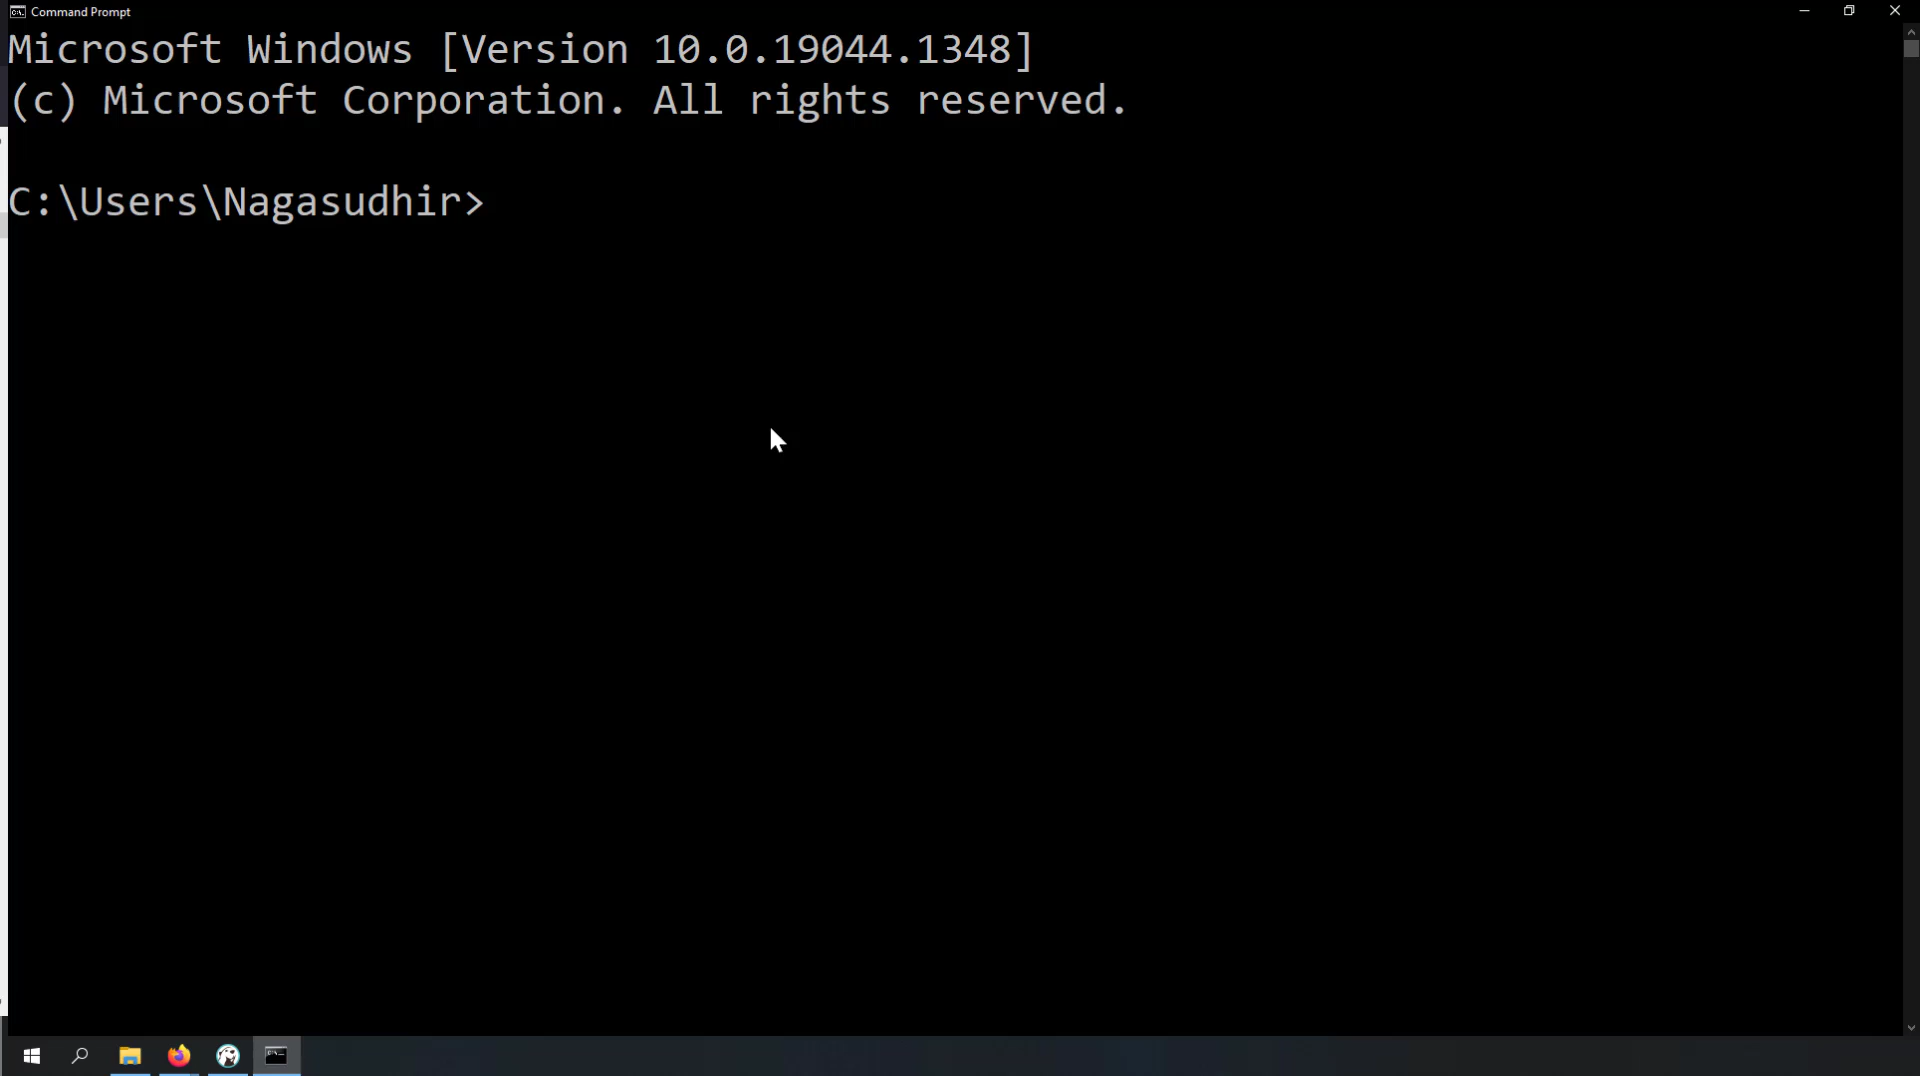 Command Prompt
Microsoft Windows [Version 10.0.19044.1348]
(c) Microsoft Corporation. All rights reserved.
C:\Users\Nagasudhir>